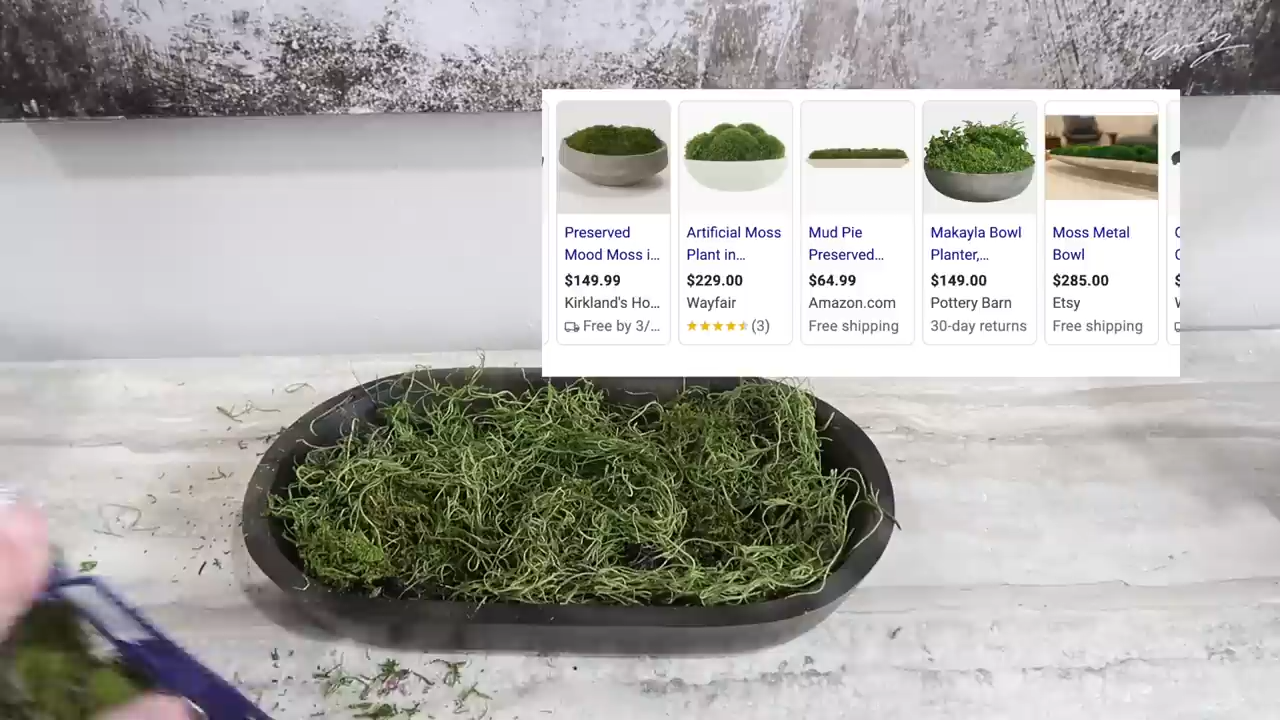 Preserved
Mood Moss i...
$149.99
Kirkland's Ho...
Free by 3/...
Artificial Moss
Plant in...
$229.00
Wayfair
(3)
Mud Pie
Preserved...
$64.99
Amazon.com
Free shipping
Makayla Bowl
Planter,...
$149.00
Pottery Barn
30-day returns
Moss Metal
Bowl
$285.00
Etsy
Free shipping